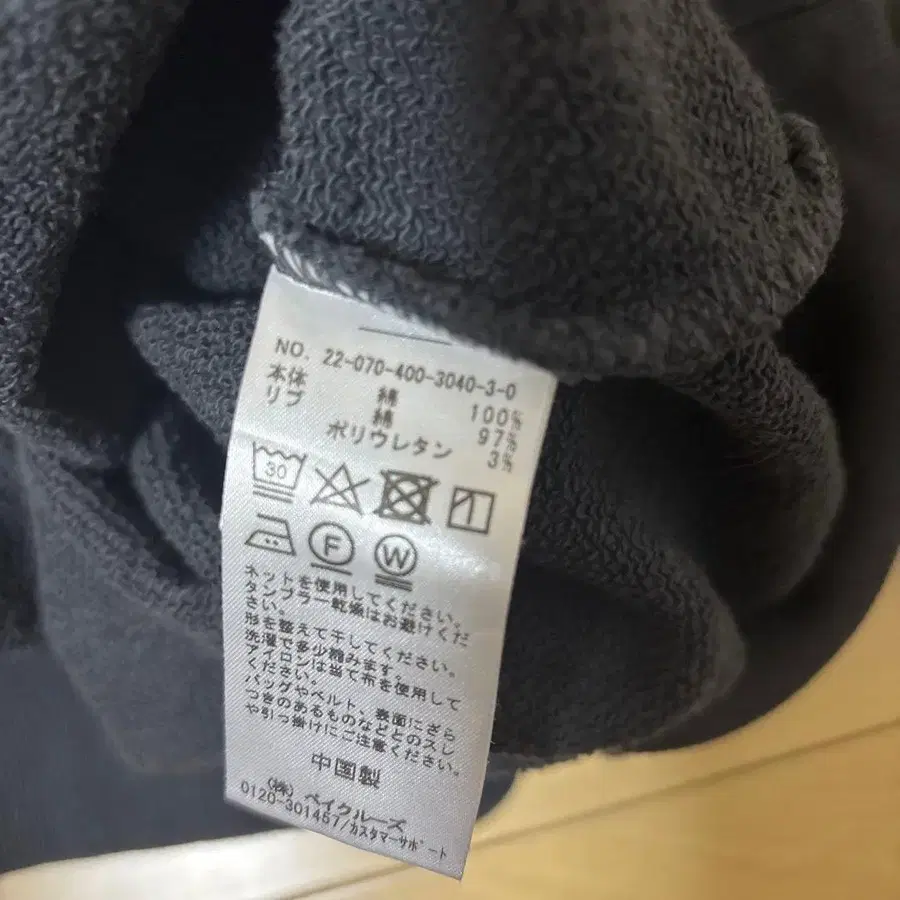 NO. 22-070-400-3040-3-0
本体 綿 100%
リブ 綿 97%
ポリウレタン 3%
30
F W
ネットを使用してください。
タンブラー乾燥はお避けくだ
さい。
形を整えて干してください。
洗濯で多少縮みます。
アイロンは当て布を使用して
ください。
バッグやベルト、表面にざら
つきのあるものなどとのスレ
や引っ掛けにご注意ください。
中国製
(株) ベイクルーズ
0120-301457/カスタマーサポート